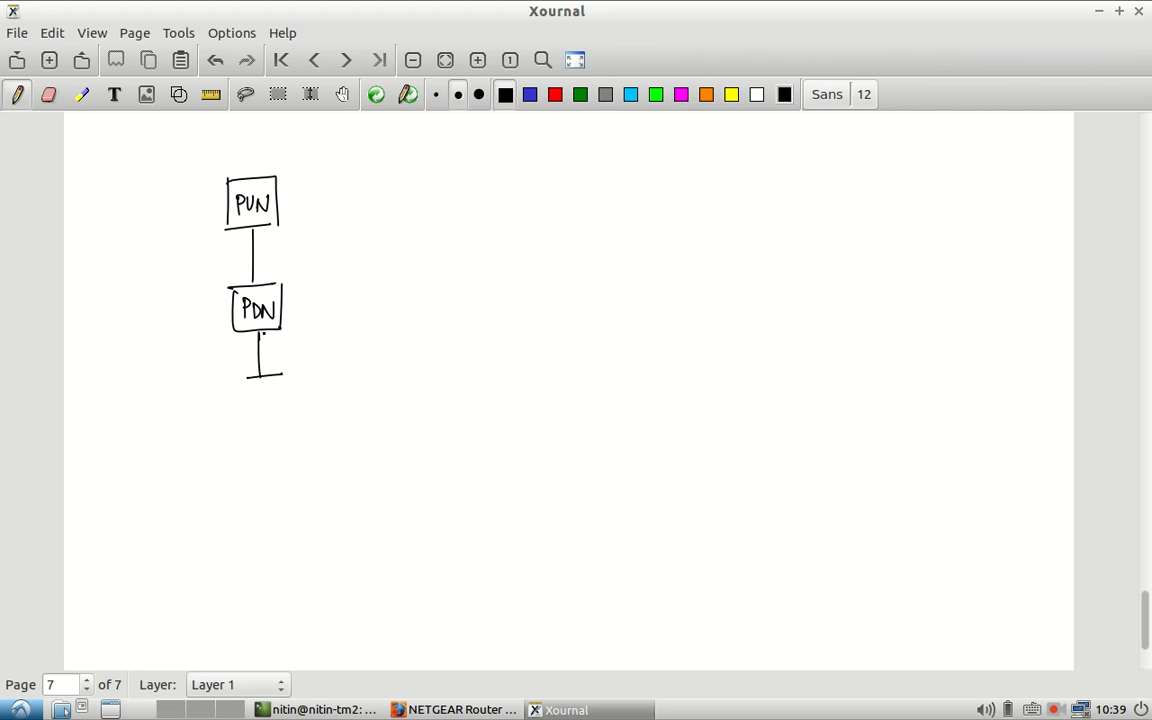 Xournal
File Edit View Page Tools Options Help
T Sans 12
PUN
PDN
Page 7 of 7 Layer: Layer 1
nitin@nitin-tm2: ... NETGEAR Router ... Xournal 10:39